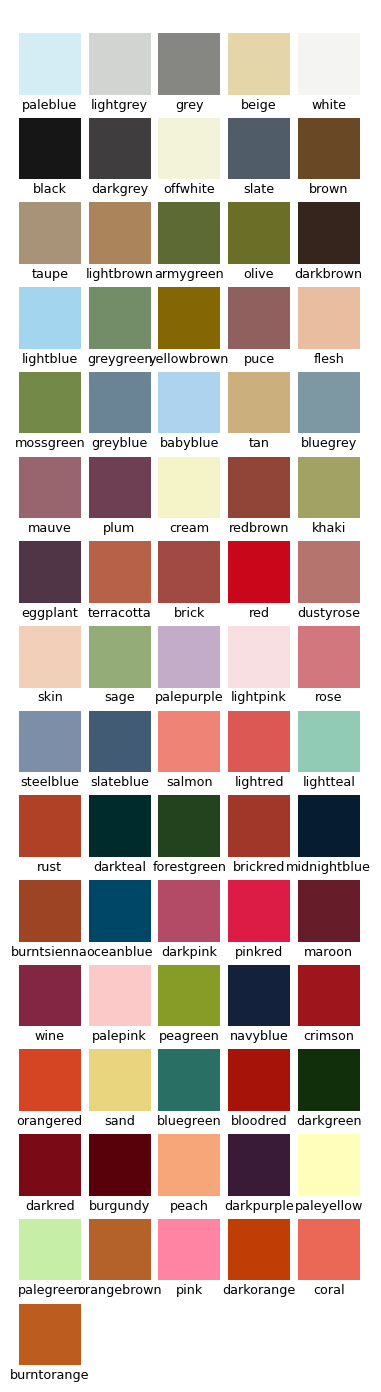 paleblue lightgrey grey beige white
black darkgrey offwhite slate brown
taupe lightbrown armygreen olive darkbrown
lightblue greygreen yellowbrown puce flesh
mossgreen greyblue babyblue tan bluegrey
mauve plum cream redbrown khaki
eggplant terracotta brick red dustyrose
skin sage palepurple lightpink rose
steelblue slateblue salmon lightred lightteal
rust darkteal forestgreen brickred midnightblue
burntsienna oceanblue darkpink pinkred maroon
wine palepink peagreen navyblue crimson
orangered sand bluegreen bloodred darkgreen
darkred burgundy peach darkpurple paleyellow
palegreen orangebrown pink darkorange coral
burntorange